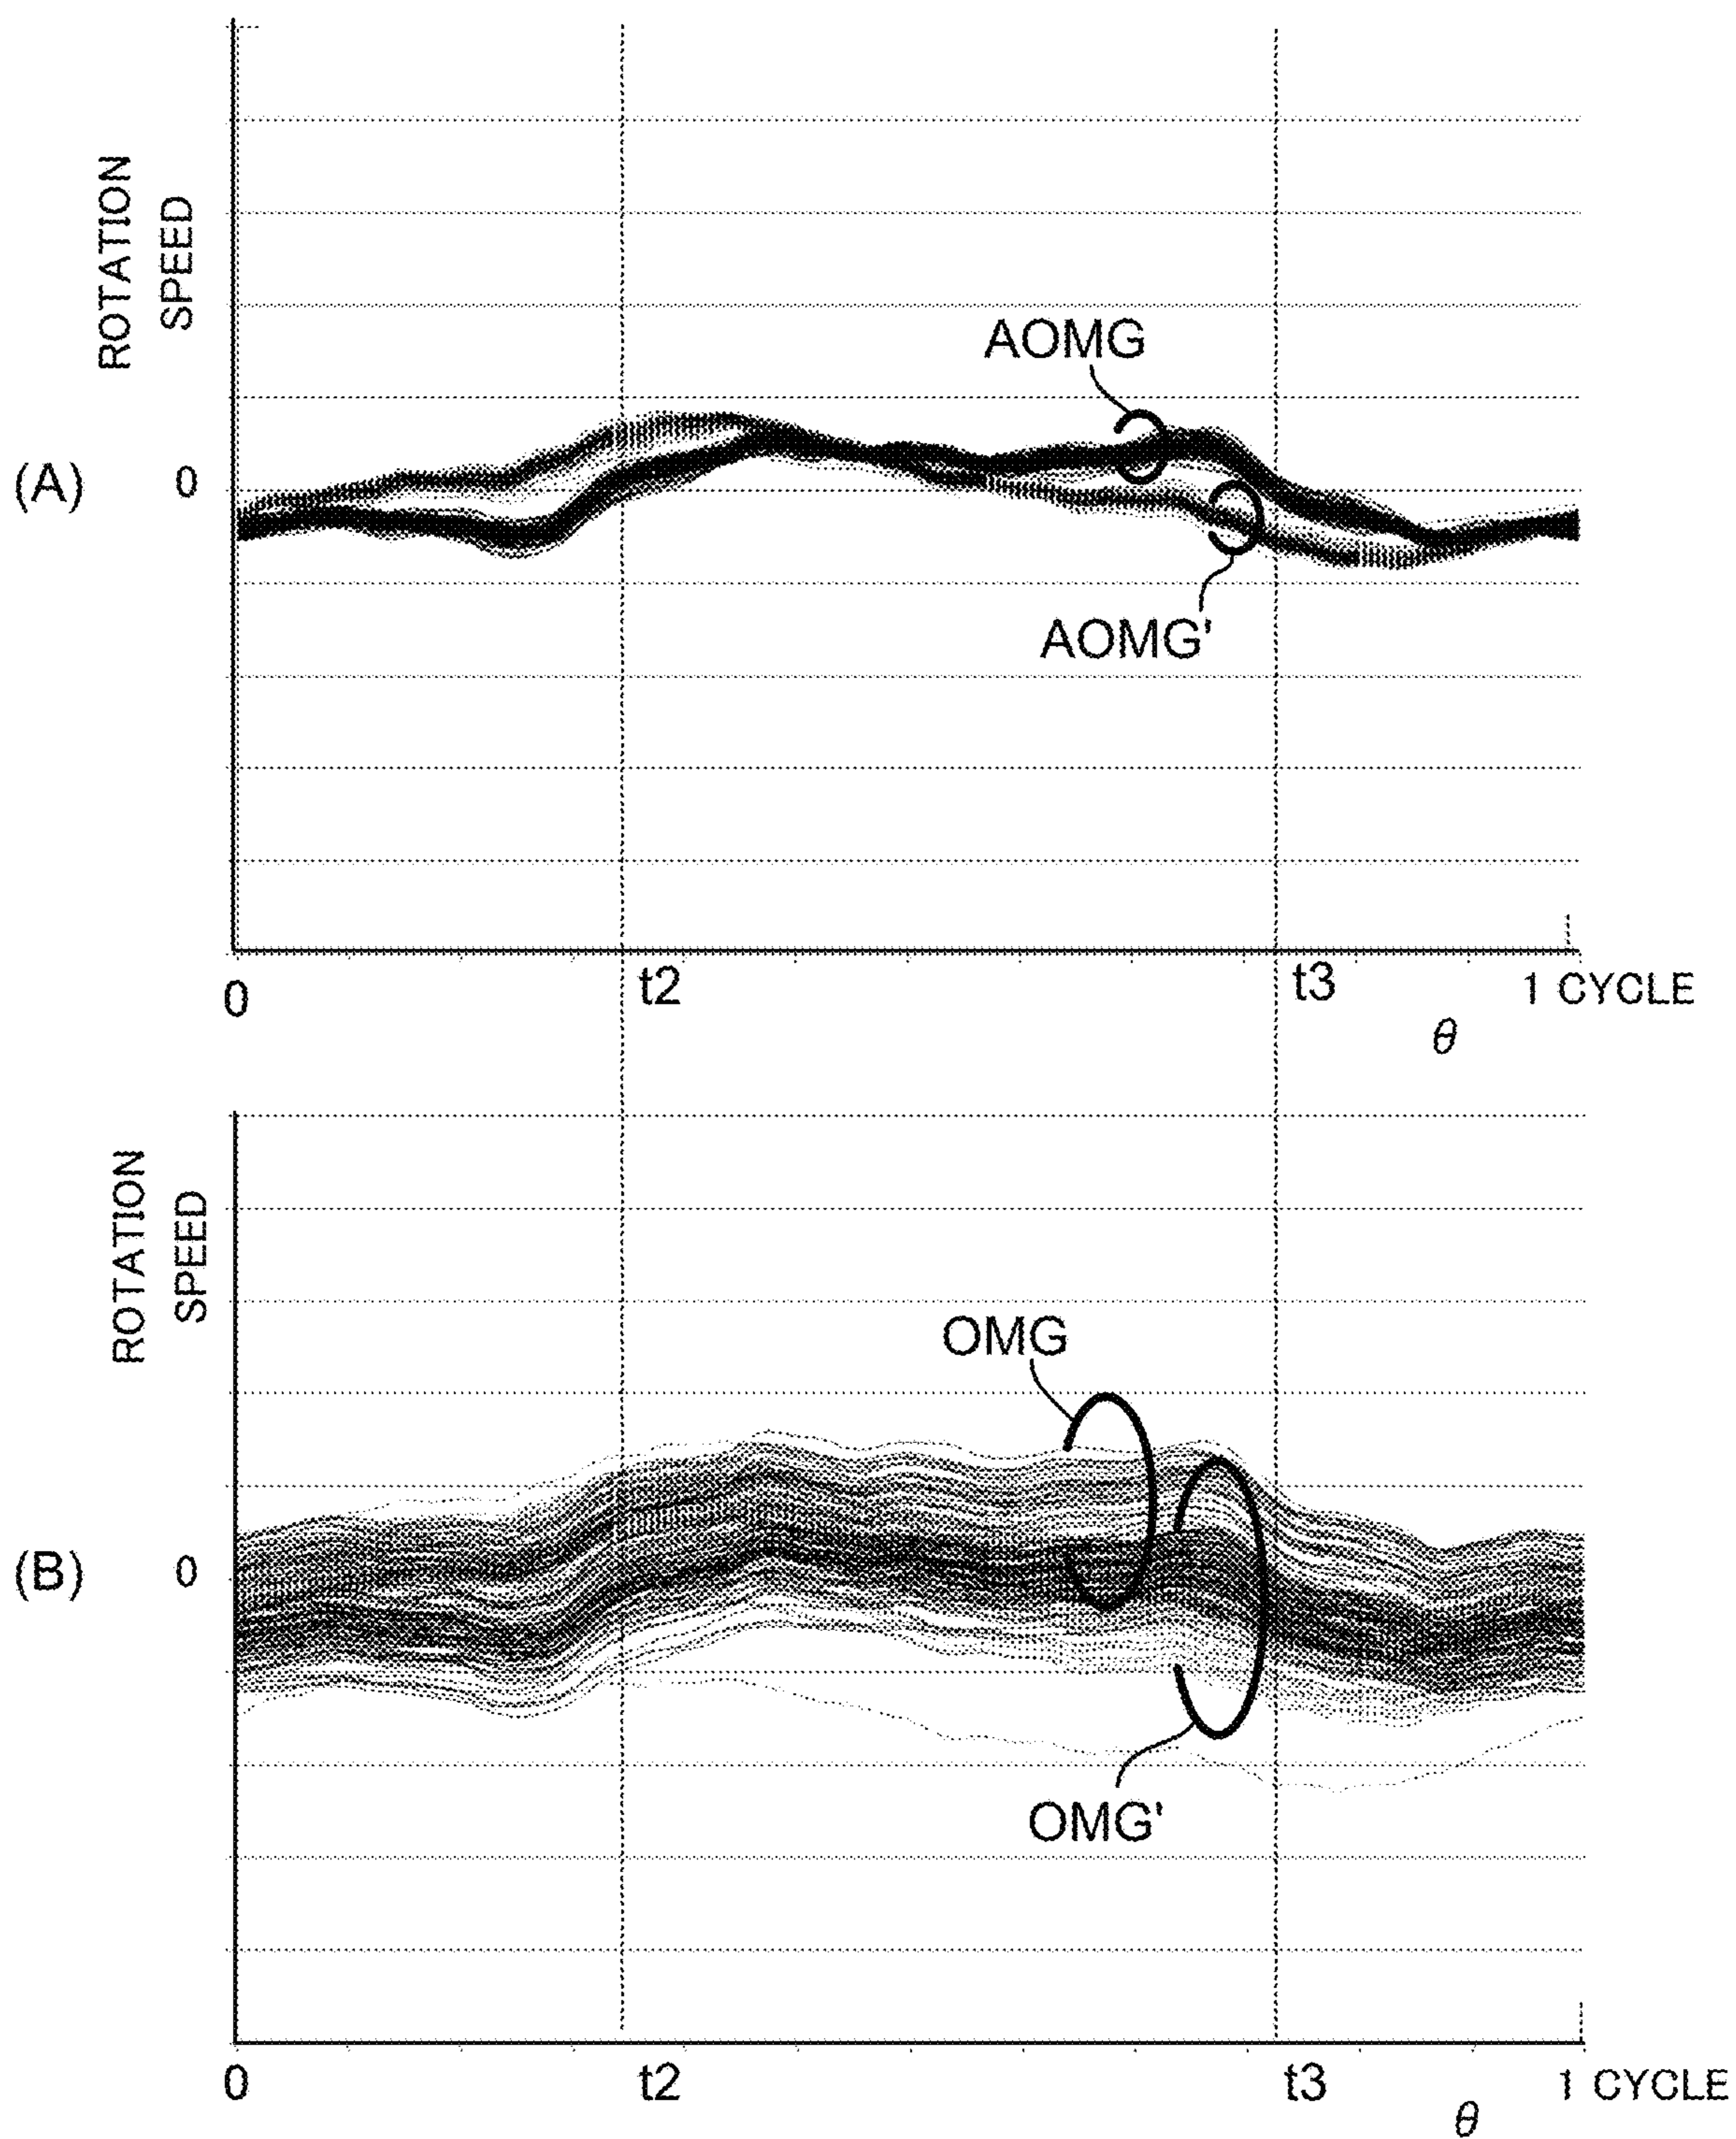 ROTATION
SPEED
AOMG
(A)
0
AOMG'
0
t2
t3
1 CYCLE
θ
ROTATION
SPEED
OMG
(B)
0
OMG'
0
t2
t3
1 CYCLE
θ